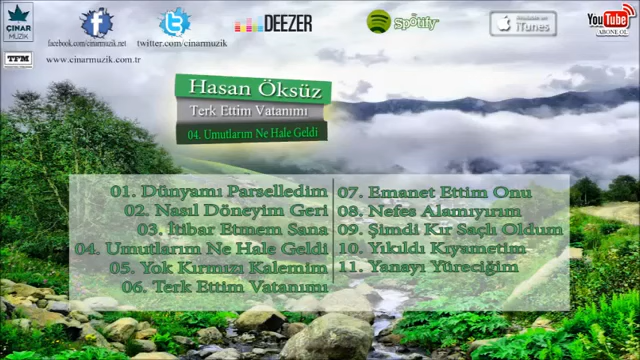 ÇINAR
MÜZİK
TFM
facebook.com/cinarmuzik.net
twitter.com/cinarmuzik
www.cinarmuzik.com.tr
DEEZER
Spotify
Available on
iTunes
YouTube
ABONE OL
Hasan Öksüz
Terk Ettim Vatanımı
04. Umutlarım Ne Hale Geldi
01. Dünyamı Parselledim
02. Nasıl Döneyim Geri
03. İtibar Etmem Sana
04. Umutlarım Ne Hale Geldi
05. Yok Kırmızı Kalemim
06. Terk Ettim Vatanımı
07. Emanet Ettim Onu
08. Nefes Alamıyırım
09. Şimdi Kır Saçlı Oldum
10. Yıkıldı Kıyametim
11. Yanayı Yüreciğim